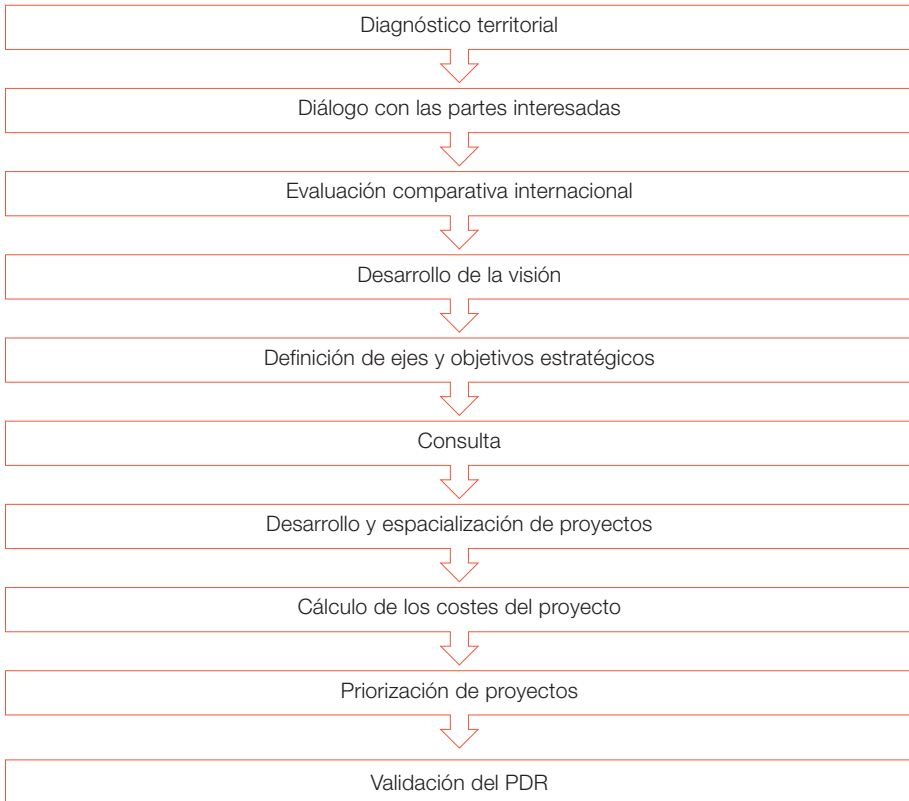 Diagnóstico territorial
Diálogo con las partes interesadas
Evaluación comparativa internacional
Desarrollo de la visión
Definición de ejes y objetivos estratégicos
Consulta
Desarrollo y espacialización de proyectos
Cálculo de los costes del proyecto
Priorización de proyectos
Validación del PDR